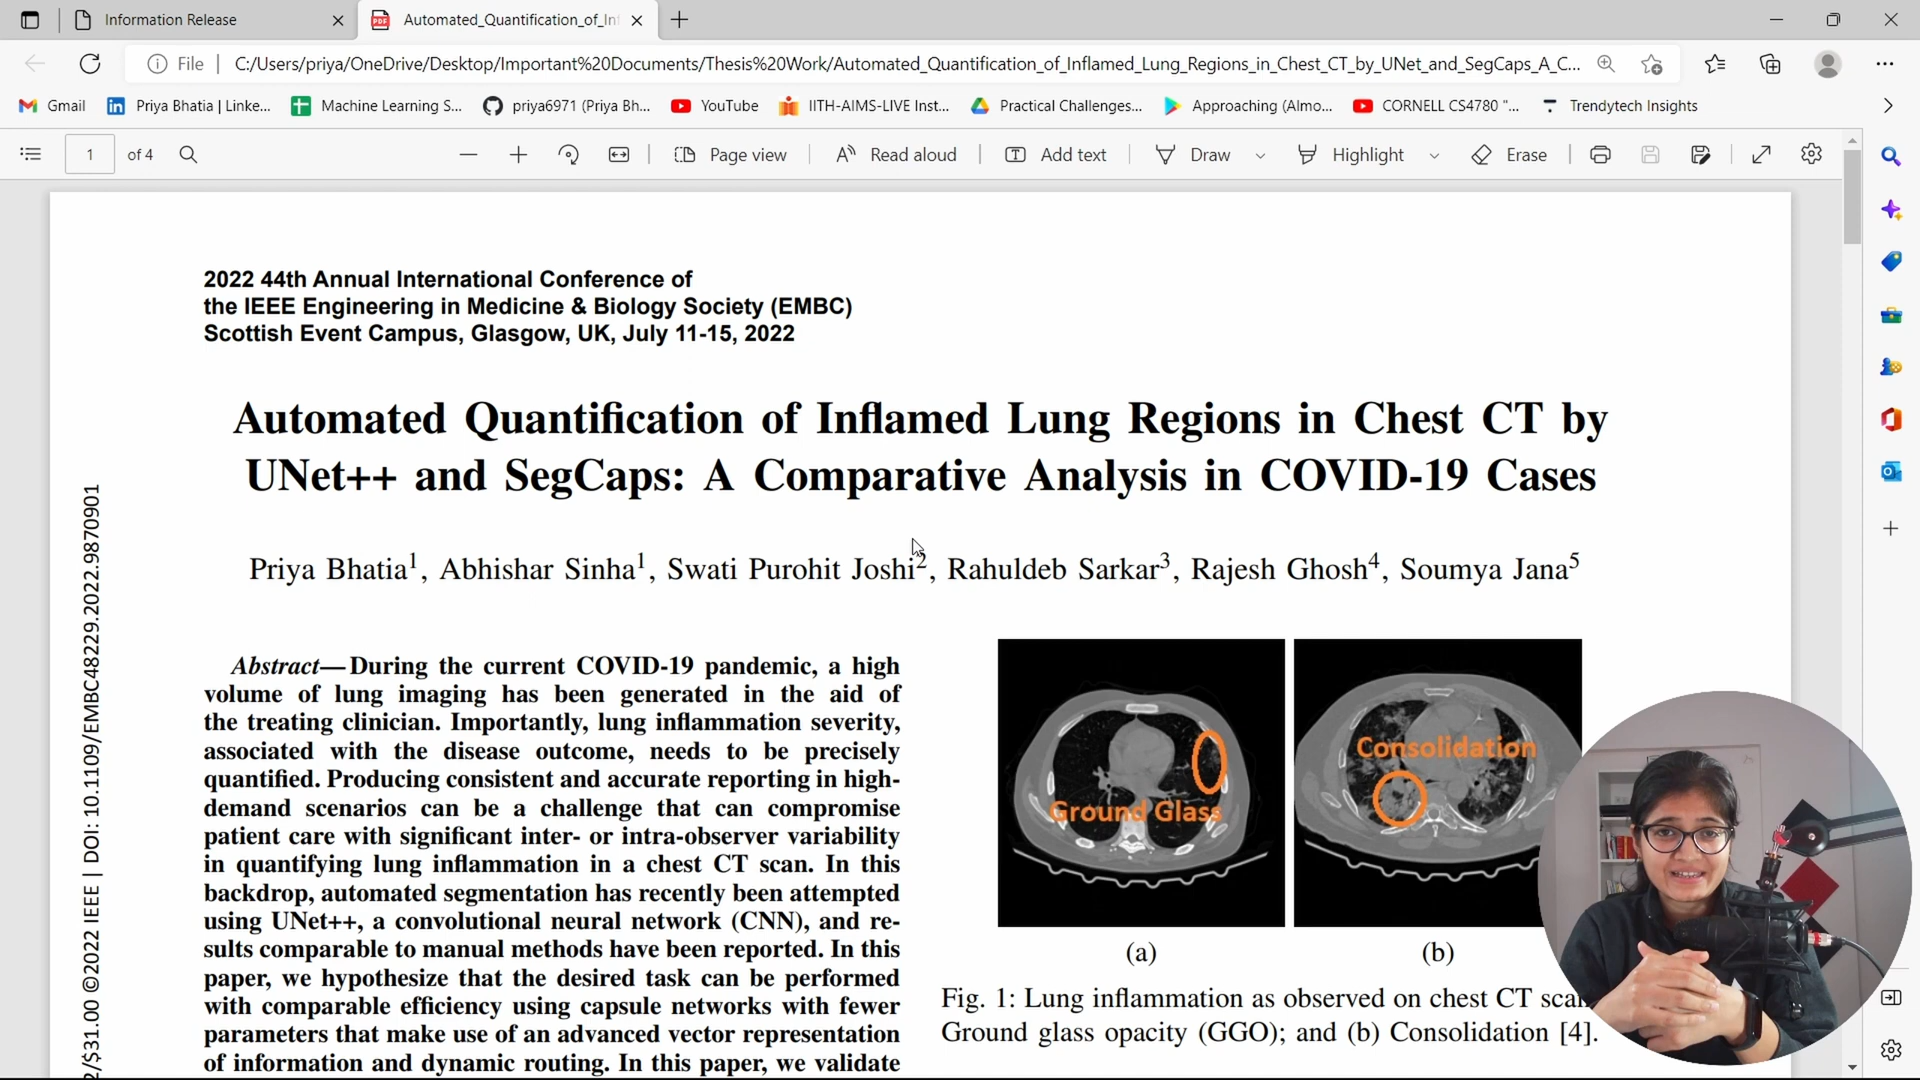 Information Release
Automated_Quantification_of_In
File
C:/Users/priya/OneDrive/Desktop/Important%20Documents/Thesis%20Work/Automated_Quantification_of_Inflamed_Lung_Regions_in_Chest_CT_by_UNet_and_SegCaps_A_C...
Gmail
Priya Bhatia | Linke...
Machine Learning S...
priya6971 (Priya Bh...
YouTube
IITH-AIMS-LIVE Inst...
Practical Challenges...
Approaching (Almo...
CORNELL CS4780 "...
Trendytech Insights
1 of 4
Page view
Read aloud
Add text
Draw
Highlight
Erase
2022 44th Annual International Conference of
the IEEE Engineering in Medicine & Biology Society (EMBC)
Scottish Event Campus, Glasgow, UK, July 11-15, 2022
Automated Quantification of Inflamed Lung Regions in Chest CT by
UNet++ and SegCaps: A Comparative Analysis in COVID-19 Cases
Priya Bhatia1, Abhishar Sinha1, Swati Purohit Joshi2, Rahuldeb Sarkar3, Rajesh Ghosh4, Soumya Jana5
Abstract—During the current COVID-19 pandemic, a high
volume of lung imaging has been generated in the aid of
the treating clinician. Importantly, lung inflammation severity,
associated with the disease outcome, needs to be precisely
quantified. Producing consistent and accurate reporting in high-
demand scenarios can be a challenge that can compromise
patient care with significant inter- or intra-observer variability
in quantifying lung inflammation in a chest CT scan. In this
backdrop, automated segmentation has recently been attempted
using UNet++, a convolutional neural network (CNN), and re-
sults comparable to manual methods have been reported. In this
paper, we hypothesize that the desired task can be performed
with comparable efficiency using capsule networks with fewer
parameters that make use of an advanced vector representation
of information and dynamic routing. In this paper, we validate
Ground Glass
Consolidation
(a)
(b)
Fig. 1: Lung inflammation as observed on chest CT scan
Ground glass opacity (GGO); and (b) Consolidation [4].
2/$31.00 ©2022 IEEE | DOI: 10.1109/EMBC48229.2022.9870901